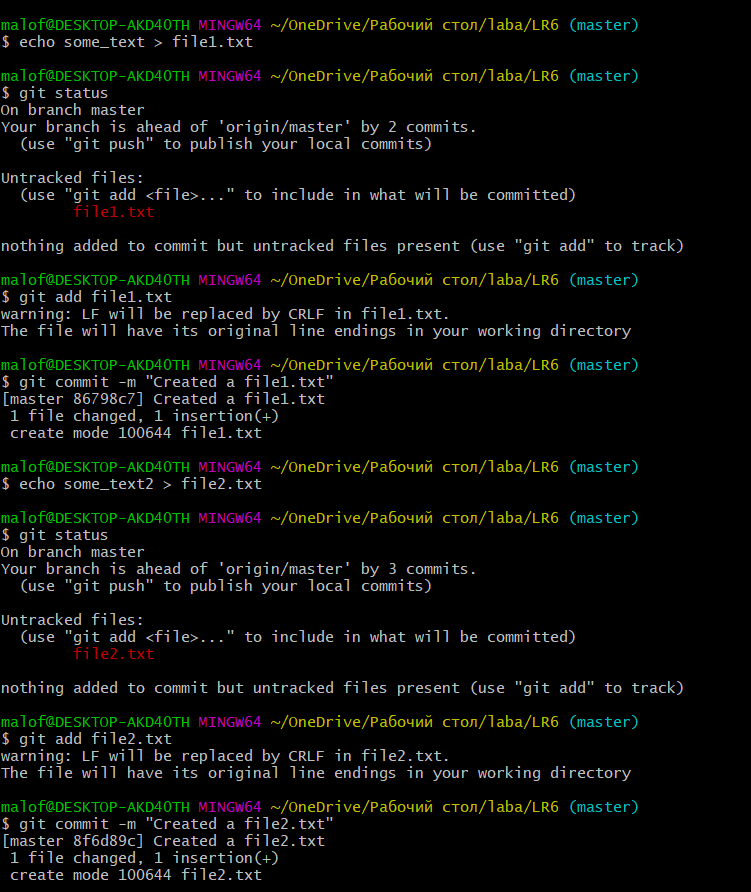 malof@DESKTOP-AKD4OTH MINGW64 ~/OneDrive/Рабочий стол/laba/LR6 (master)
$ echo some_text > file1.txt
malof@DESKTOP-AKD4OTH MINGW64 ~/OneDrive/Рабочий стол/laba/LR6 (master)
$ git status
On branch master
Your branch is ahead of 'origin/master' by 2 commits.
  (use "git push" to publish your local commits)
Untracked files:
  (use "git add <file>..." to include in what will be committed)
        file1.txt
nothing added to commit but untracked files present (use "git add" to track)
malof@DESKTOP-AKD4OTH MINGW64 ~/OneDrive/Рабочий стол/laba/LR6 (master)
$ git add file1.txt
warning: LF will be replaced by CRLF in file1.txt.
The file will have its original line endings in your working directory
malof@DESKTOP-AKD4OTH MINGW64 ~/OneDrive/Рабочий стол/laba/LR6 (master)
$ git commit -m "Created a file1.txt"
[master 86798c7] Created a file1.txt
 1 file changed, 1 insertion(+)
 create mode 100644 file1.txt
malof@DESKTOP-AKD4OTH MINGW64 ~/OneDrive/Рабочий стол/laba/LR6 (master)
$ echo some_text2 > file2.txt
malof@DESKTOP-AKD4OTH MINGW64 ~/OneDrive/Рабочий стол/laba/LR6 (master)
$ git status
On branch master
Your branch is ahead of 'origin/master' by 3 commits.
  (use "git push" to publish your local commits)
Untracked files:
  (use "git add <file>..." to include in what will be committed)
        file2.txt
nothing added to commit but untracked files present (use "git add" to track)
malof@DESKTOP-AKD4OTH MINGW64 ~/OneDrive/Рабочий стол/laba/LR6 (master)
$ git add file2.txt
warning: LF will be replaced by CRLF in file2.txt.
The file will have its original line endings in your working directory
malof@DESKTOP-AKD4OTH MINGW64 ~/OneDrive/Рабочий стол/laba/LR6 (master)
$ git commit -m "Created a file2.txt"
[master 8f6d89c] Created a file2.txt
 1 file changed, 1 insertion(+)
 create mode 100644 file2.txt